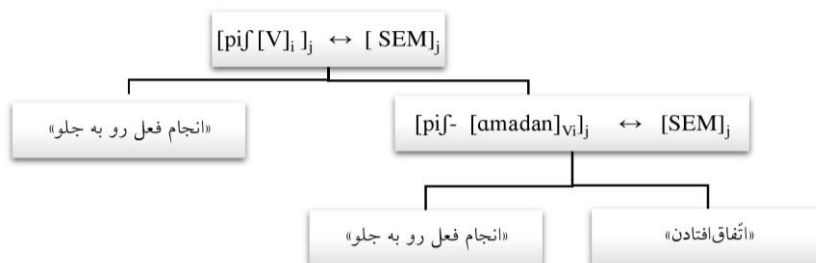 [piʃ [V]i ]j ↔ [ SEM]j
«انجام فعل رو به جلو»
[piʃ- [ɑmadan]Vi]j ↔ [SEM]j
«انجام فعل رو به جلو»
«اتّفاق‌افتادن»